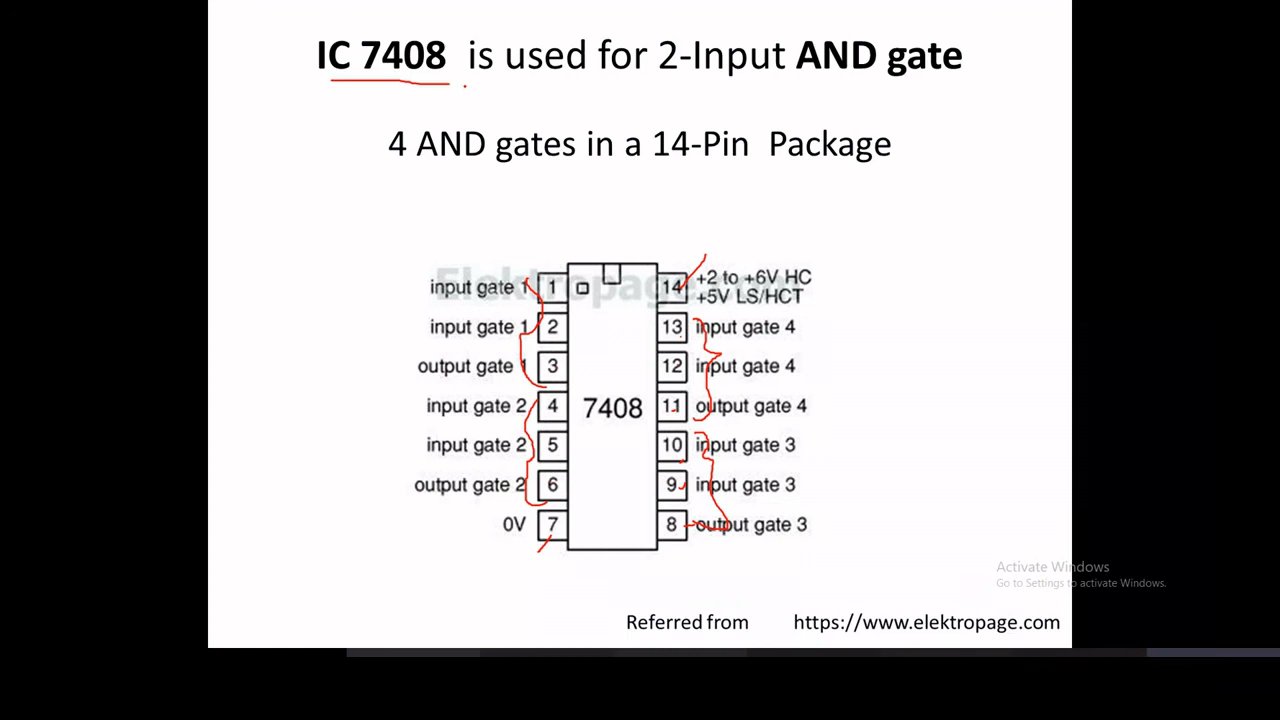 IC 7408 is used for 2-Input AND gate
4 AND gates in a 14-Pin Package
Elektropage.com
input gate 1 1
input gate 1 2
output gate 1 3
input gate 2 4
input gate 2 5
output gate 2 6
0V 7
7408
14 +2 to +6V HC
+5V LS/HCT
13 input gate 4
12 input gate 4
11 output gate 4
10 input gate 3
9 input gate 3
8 output gate 3
Activate Windows
Go to Settings to activate Windows.
Referred from https://www.elektropage.com